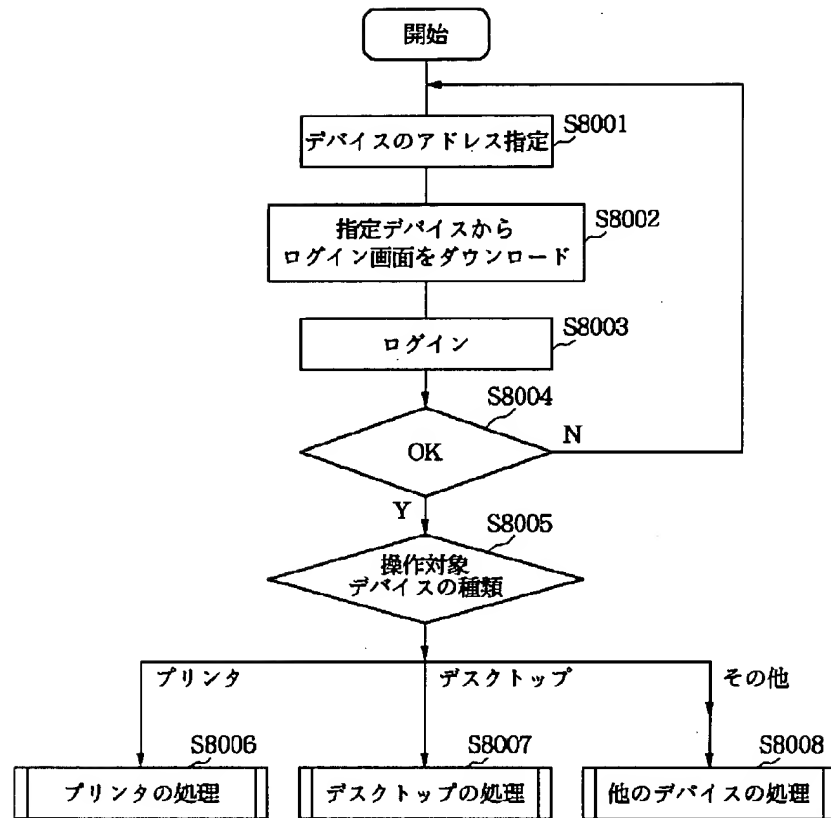 開始
S8001
デバイスのアドレス指定
S8002
指定デバイスから
ログイン画面をダウンロード
S8003
ログイン
S8004
OK
N
Y
S8005
操作対象
デバイスの種類
プリンタ
デスクトップ
その他
S8006
S8007
S8008
プリンタの処理
デスクトップの処理
他のデバイスの処理